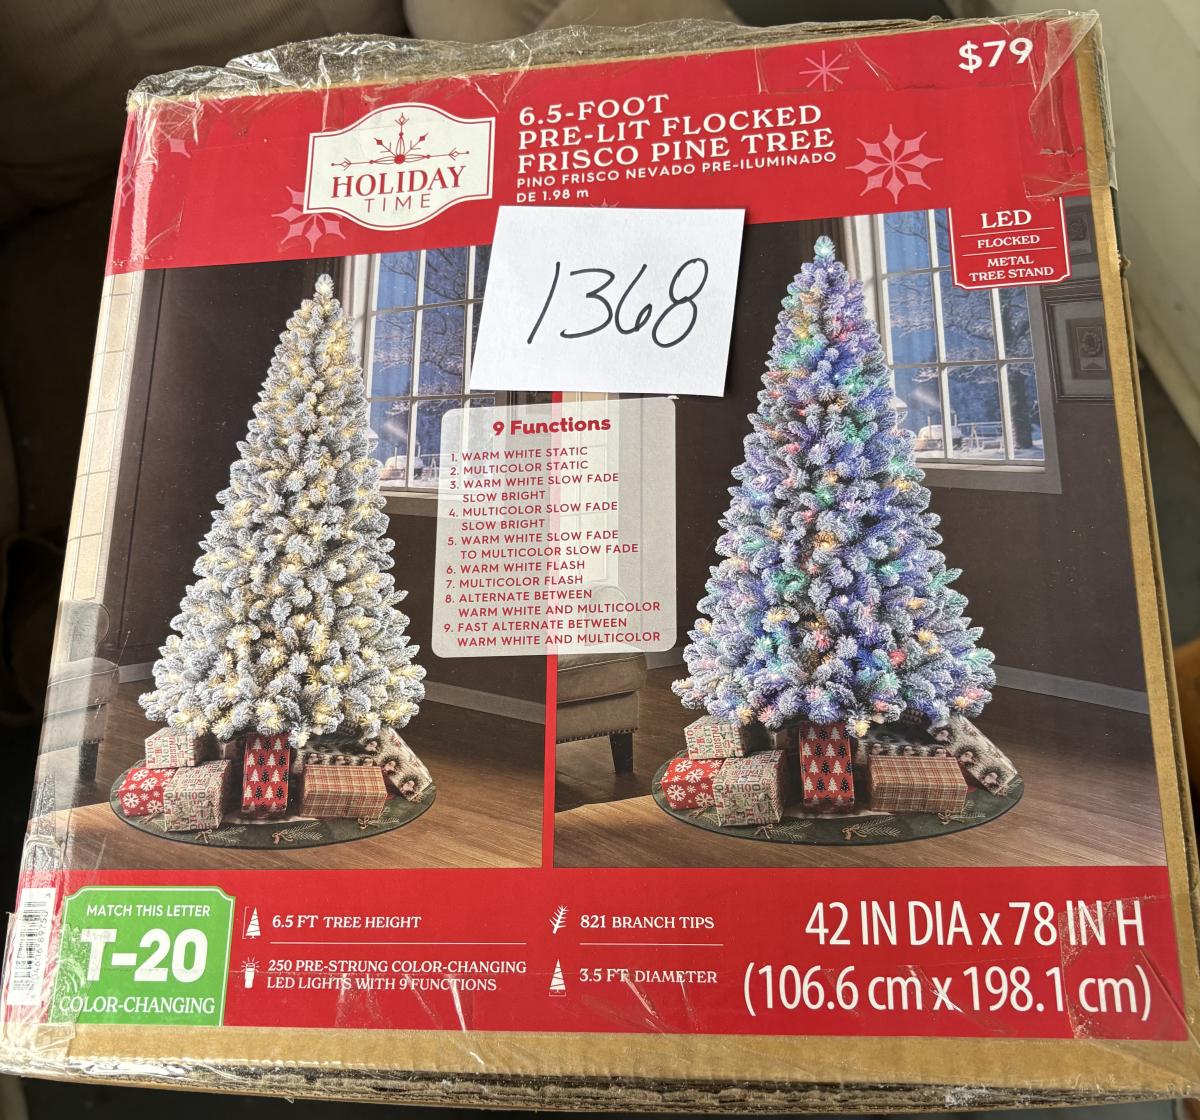 $79
6.5-FOOT
PRE-LIT FLOCKED
FRISCO PINE TREE
PINO FRISCO NEVADO PRE-ILUMINADO
DE 1.98 m
HOLIDAY
TIME
LED
FLOCKED
METAL
TREE STAND
1368
9 Functions
1. WARM WHITE STATIC
2. MULTICOLOR STATIC
3. WARM WHITE SLOW FADE
SLOW BRIGHT
4. MULTICOLOR SLOW FADE
SLOW BRIGHT
5. WARM WHITE SLOW FADE
TO MULTICOLOR SLOW FADE
6. WARM WHITE FLASH
7. MULTICOLOR FLASH
8. ALTERNATE BETWEEN
WARM WHITE AND MULTICOLOR
9. FAST ALTERNATE BETWEEN
WARM WHITE AND MULTICOLOR
MATCH THIS LETTER
T-20
COLOR-CHANGING
6.5 FT TREE HEIGHT
250 PRE-STRUNG COLOR-CHANGING
LED LIGHTS WITH 9 FUNCTIONS
821 BRANCH TIPS
3.5 FT DIAMETER
42 IN DIA x 78 IN H
(106.6 cm x 198.1 cm)